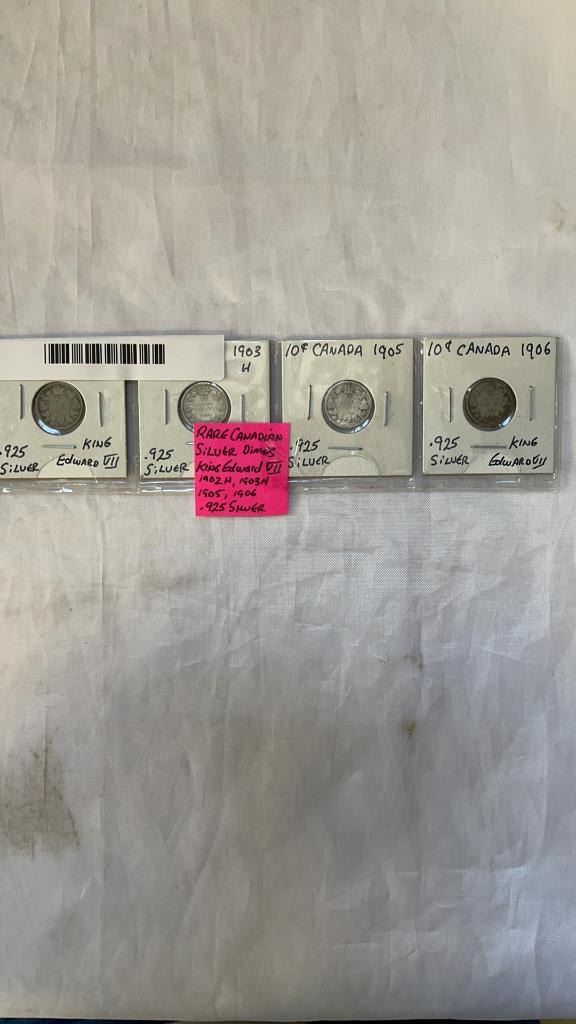 1903
H
10¢ CANADA 1905
10¢ CANADA 1906
.925
SILVER
KING
EDWARD VII
.925
SILVER
RARE CANADIAN
SILVER DIMES
KING EDWARD VII
1902H, 1903H
1905, 1906
.925 SILVER
.925
SILVER
.925
SILVER
KING
EDWARD VII